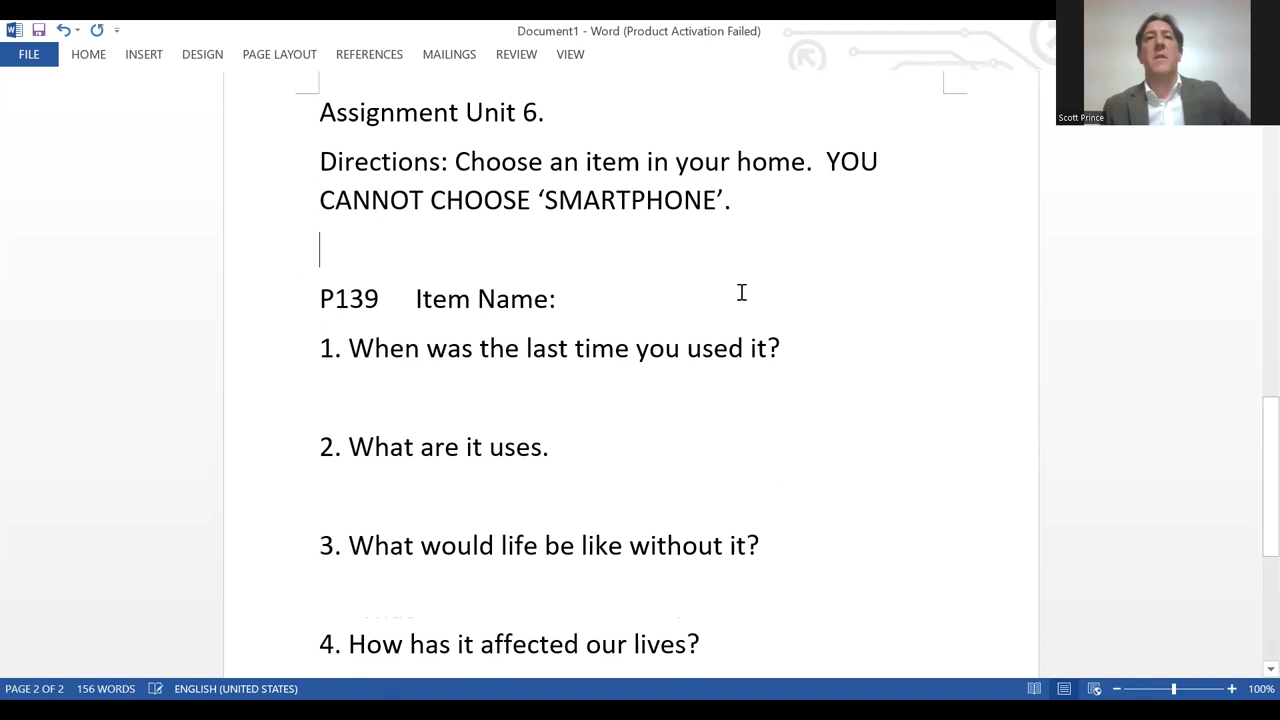 Document1 - Word (Product Activation Failed)
FILE HOME INSERT DESIGN PAGE LAYOUT REFERENCES MAILINGS REVIEW VIEW
Scott Prince
Assignment Unit 6.
Directions: Choose an item in your home. YOU
CANNOT CHOOSE ‘SMARTPHONE’.
P139 Item Name:
1. When was the last time you used it?
2. What are it uses.
3. What would life be like without it?
4. How has it affected our lives?
PAGE 2 OF 2 156 WORDS ENGLISH (UNITED STATES) 100%